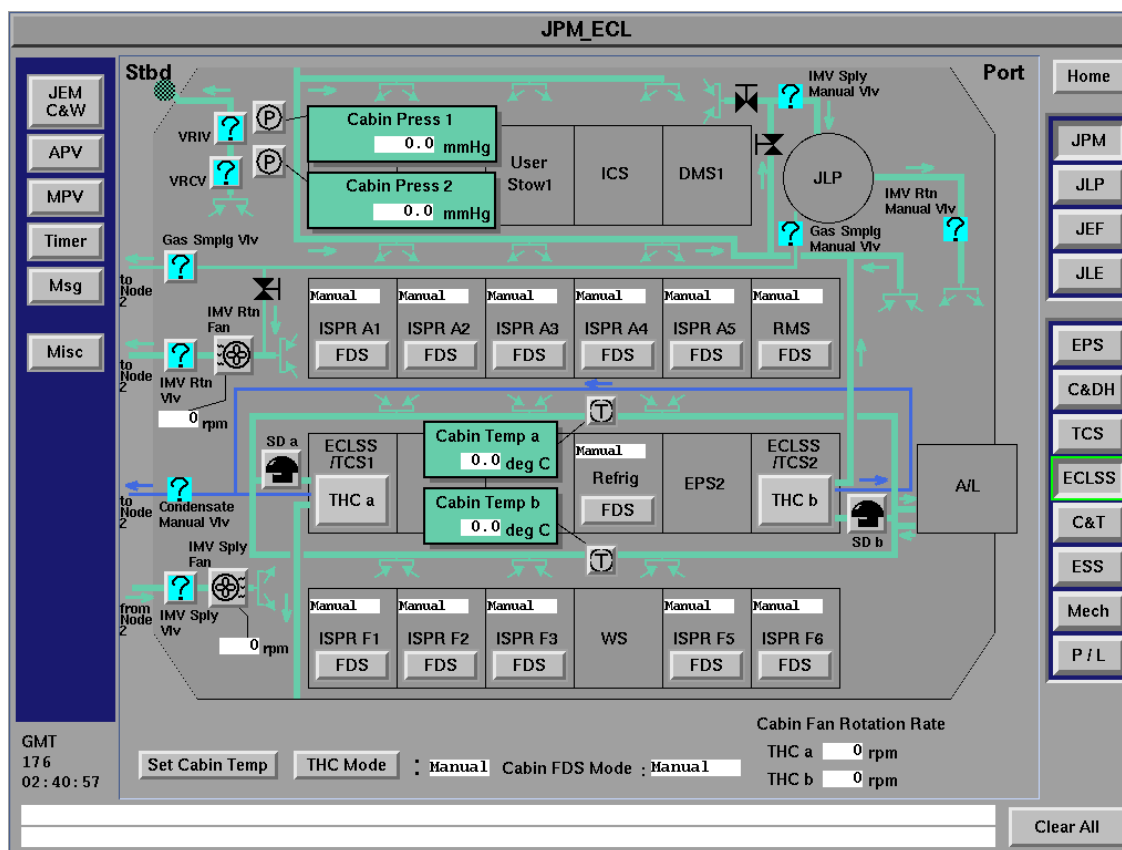 JPM_ECL
Stbd
Port
JEM
C&W
APV
MPV
Timer
Msg
Misc
GMT
176
02:40:57
Home
JPM
JLP
JEF
JLE
EPS
C&DH
TCS
ECLSS
C&T
ESS
Mech
P / L
VRIV
VRCV
P
P
Cabin Press 1
0.0 mmHg
Cabin Press 2
0.0 mmHg
User
Stow1
ICS
DMS1
IMV Sply
Manual Vlv
JLP
IMV Rtn
Manual Vlv
Gas Smplg
Manual Vlv
Gas Smplg Vlv
?
?
?
?
?
?
?
?
?
to
Node
2
IMV Rtn
Fan
to
Node
2
IMV Rtn
Vlv
0 rpm
Manual
ISPR A1
FDS
Manual
ISPR A2
FDS
Manual
ISPR A3
FDS
Manual
ISPR A4
FDS
Manual
ISPR A5
FDS
Manual
RMS
FDS
SD a
ECLSS
/TCS1
THC a
T
Cabin Temp a
0.0 deg C
Cabin Temp b
0.0 deg C
T
Manual
Refrig
FDS
EPS2
ECLSS
/TCS2
THC b
SD b
A/L
to
Node
2
Condensate
Manual Vlv
IMV Sply
Fan
from
Node
2
IMV Sply
Vlv
0 rpm
Manual
ISPR F1
FDS
Manual
ISPR F2
FDS
Manual
ISPR F3
FDS
WS
Manual
ISPR F5
FDS
Manual
ISPR F6
FDS
Set Cabin Temp
THC Mode
: Manual
Cabin FDS Mode : Manual
Cabin Fan Rotation Rate
THC a 0 rpm
THC b 0 rpm
Clear All